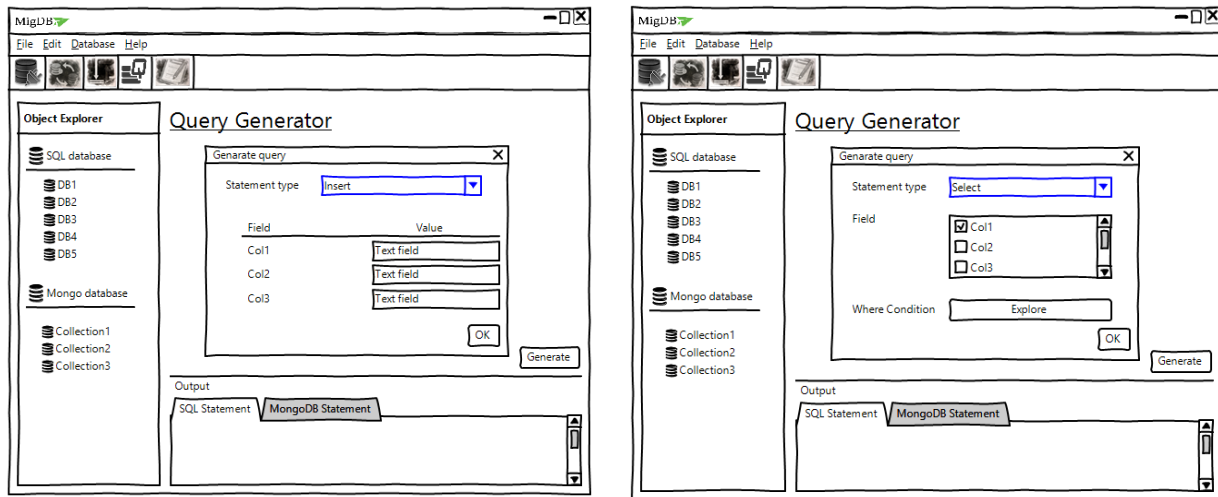 MigDB
File Edit Database Help
Object Explorer
SQL database
DB1
DB2
DB3
DB4
DB5
Mongo database
Collection1
Collection2
Collection3
Query Generator
Genarate query
Statement type Insert
Field Value
Col1 Text field
Col2 Text field
Col3 Text field
OK
Generate
Output
SQL Statement MongoDB Statement
MigDB
File Edit Database Help
Object Explorer
SQL database
DB1
DB2
DB3
DB4
DB5
Mongo database
Collection1
Collection2
Collection3
Query Generator
Genarate query
Statement type Select
Field
Col1
Col2
Col3
Where Condition Explore
OK
Generate
Output
SQL Statement MongoDB Statement